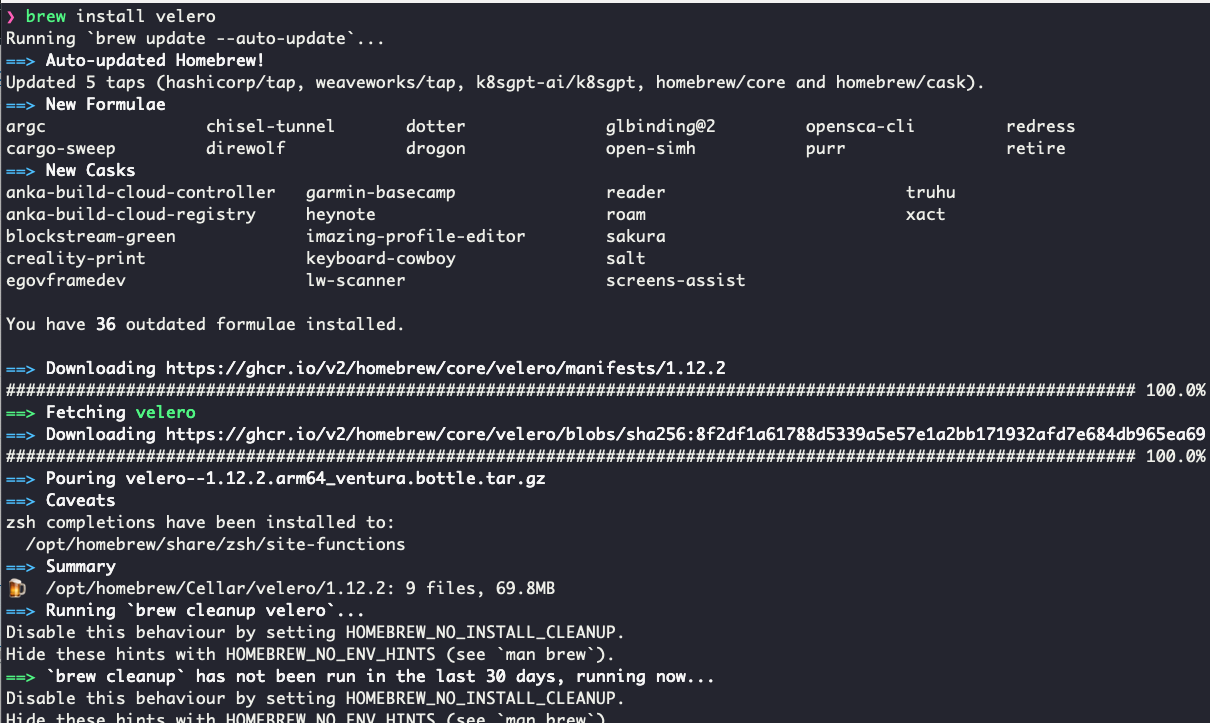 ❯ brew install velero
Running `brew update --auto-update`...
==> Auto-updated Homebrew!
Updated 5 taps (hashicorp/tap, weaveworks/tap, k8sgpt-ai/k8sgpt, homebrew/core and homebrew/cask).
==> New Formulae
argc chisel-tunnel dotter glbinding@2 opensca-cli redress
cargo-sweep direwolf drogon open-simh purr retire
==> New Casks
anka-build-cloud-controller garmin-basecamp reader truhu
anka-build-cloud-registry heynote roam xact
blockstream-green imazing-profile-editor sakura
creality-print keyboard-cowboy salt
egovframedev lw-scanner screens-assist
You have 36 outdated formulae installed.
==> Downloading https://ghcr.io/v2/homebrew/core/velero/manifests/1.12.2
################################################################################################################# 100.0%
==> Fetching velero
==> Downloading https://ghcr.io/v2/homebrew/core/velero/blobs/sha256:8f2df1a61788d5339a5e57e1a2bb171932afd7e684db965ea69
################################################################################################################# 100.0%
==> Pouring velero--1.12.2.arm64_ventura.bottle.tar.gz
==> Caveats
zsh completions have been installed to:
/opt/homebrew/share/zsh/site-functions
==> Summary
🍺 /opt/homebrew/Cellar/velero/1.12.2: 9 files, 69.8MB
==> Running `brew cleanup velero`...
Disable this behaviour by setting HOMEBREW_NO_INSTALL_CLEANUP.
Hide these hints with HOMEBREW_NO_ENV_HINTS (see `man brew`).
==> `brew cleanup` has not been run in the last 30 days, running now...
Disable this behaviour by setting HOMEBREW_NO_INSTALL_CLEANUP.
Hide these hints with HOMEBREW_NO_ENV_HINTS (see `man brew`)